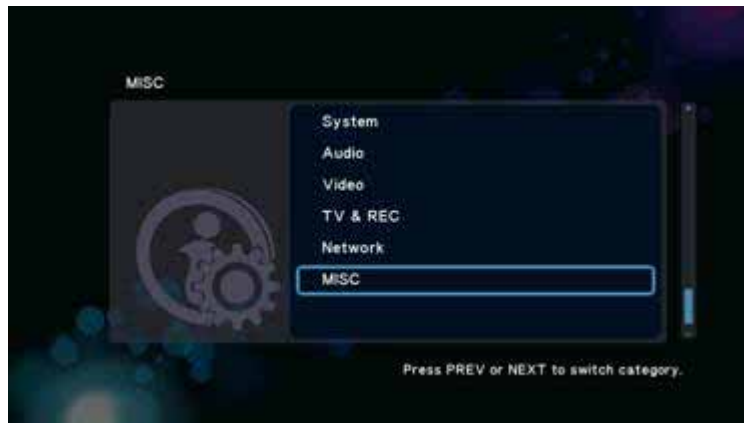 MISC
System
Audio
Video
TV & REC
Network
MISC
Press PREV or NEXT to switch category.